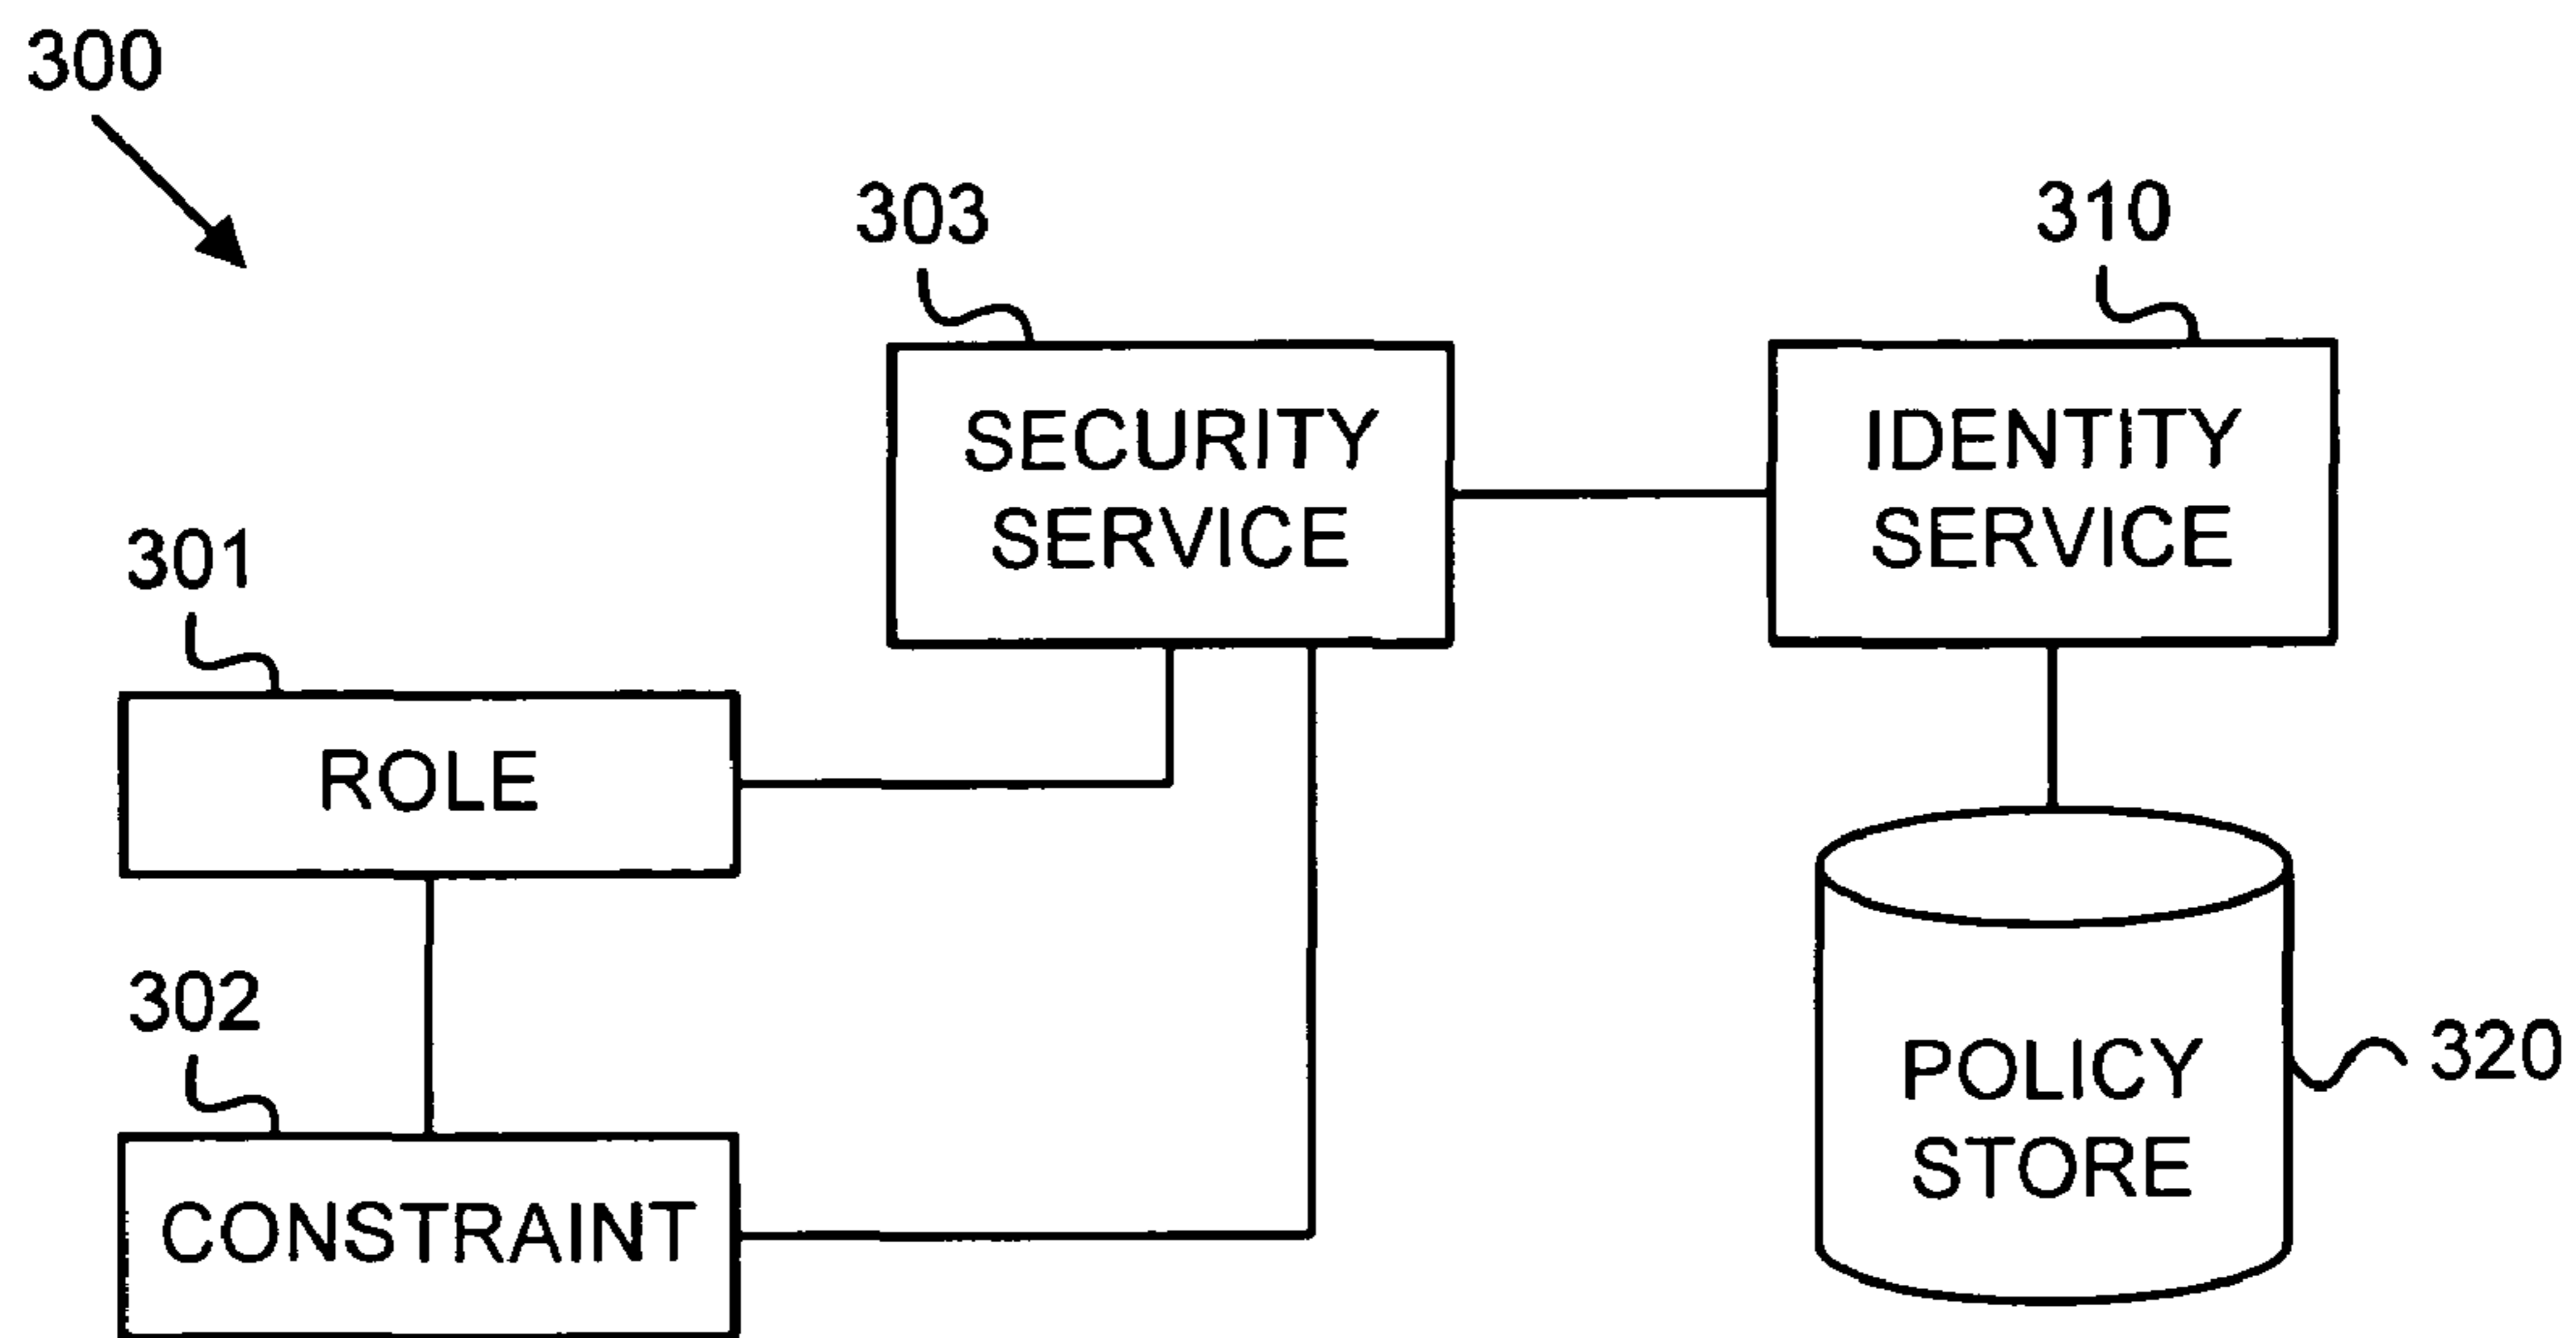 300
303
310
SECURITY
SERVICE
IDENTITY
SERVICE
301
ROLE
302
CONSTRAINT
POLICY
STORE
320